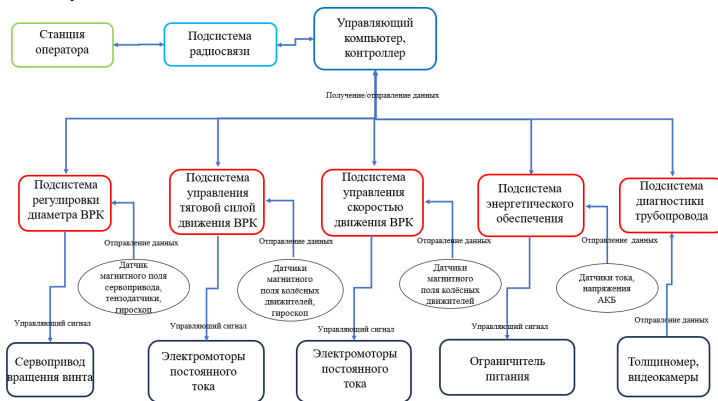 Станция
оператора
Подсистема
радиосвязи
Управляющий
компьютер,
контроллер
Получение/отправление данных
Подсистема
регулировки
диаметра ВРК
Подсистема
управления
тяговой силой
движения ВРК
Подсистема
управления
скоростью
движения ВРК
Подсистема
энергетического
обеспечения
Подсистема
диагностики
трубопровода
Отправление данных
Отправление данных
Отправление данных
Отправление данных
Датчик
магнитного поля
сервопривода,
тензодатчики,
гироскоп
Датчики
магнитного
поля колёсных
движителей,
гироскоп
Датчики
магнитного
поля колёсных
движителей
Датчики тока,
напряжения
АКБ
Управляющий сигнал
Управляющий сигнал
Управляющий сигнал
Управляющий сигнал
Отправление данных
Сервопривод
вращения винта
Электромоторы
постоянного
тока
Электромоторы
постоянного
тока
Ограничитель
питания
Толщиномер,
видеокамеры